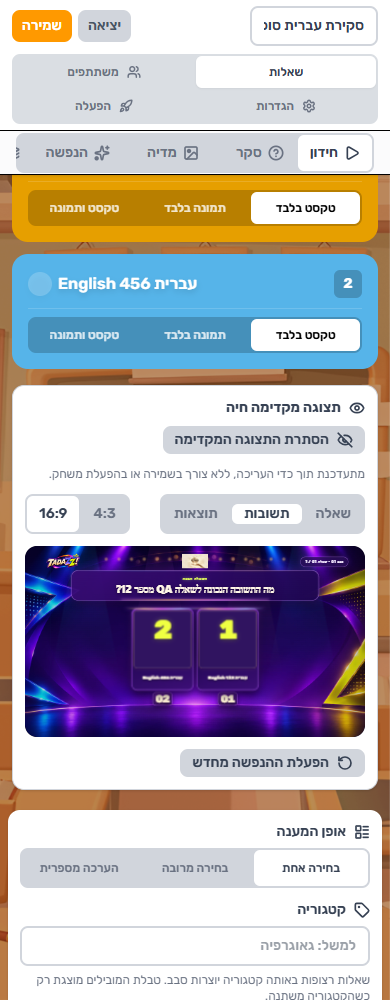 סקירת עברית סופ
יציאה
שמירה
שאלות
משתתפים
הגדרות
הפעלה
חידון
סקר
מדיה
הנפשה
טקסט בלבד
תמונה בלבד
טקסט ותמונה
2
עברית 456 English
טקסט בלבד
תמונה בלבד
טקסט ותמונה
תצוגה מקדימה חיה
הסתרת התצוגה המקדימה
מתעדכנת תוך כדי העריכה, ללא צורך בשמירה או בהפעלת משחק.
שאלה
תשובות
תוצאות
4:3
16:9
TADAAZ!
מה התשובה הנכונה לשאלה QA מספר 12?
1
2
01
02
הפעלת ההנפשה מחדש
אופן המענה
בחירה אחת
בחירה מרובה
הערכה מספרית
קטגוריה
למשל: גאוגרפיה
שאלות רצופות באותה קטגוריה יוצרות סבב. טבלת המובילים מוצגת רק
כשהקטגוריה משתנה.